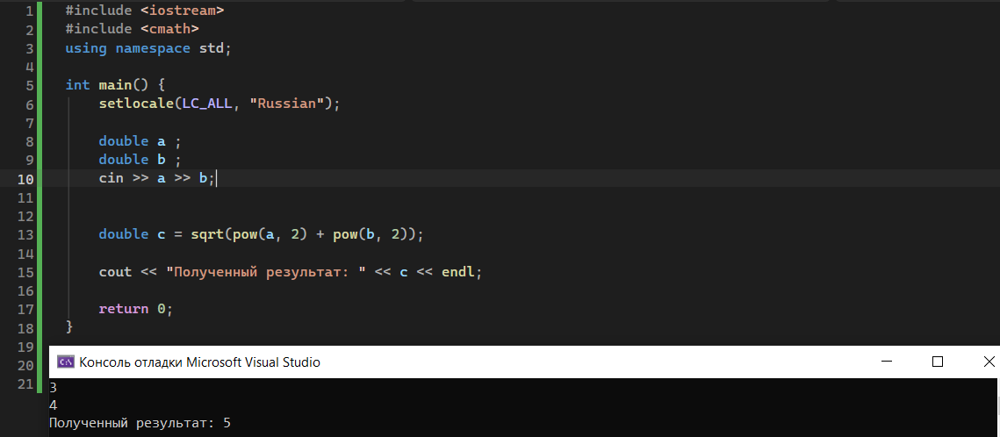 1 #include <iostream>
2 #include <cmath>
3 using namespace std;
4
5 int main() {
6 setlocale(LC_ALL, "Russian");
7
8 double a ;
9 double b ;
10 cin >> a >> b;
11
12
13 double c = sqrt(pow(a, 2) + pow(b, 2));
14
15 cout << "Полученный результат: " << c << endl;
16
17 return 0;
18 }
19
20
21
C:\ Консоль отладки Microsoft Visual Studio
3
4
Полученный результат: 5